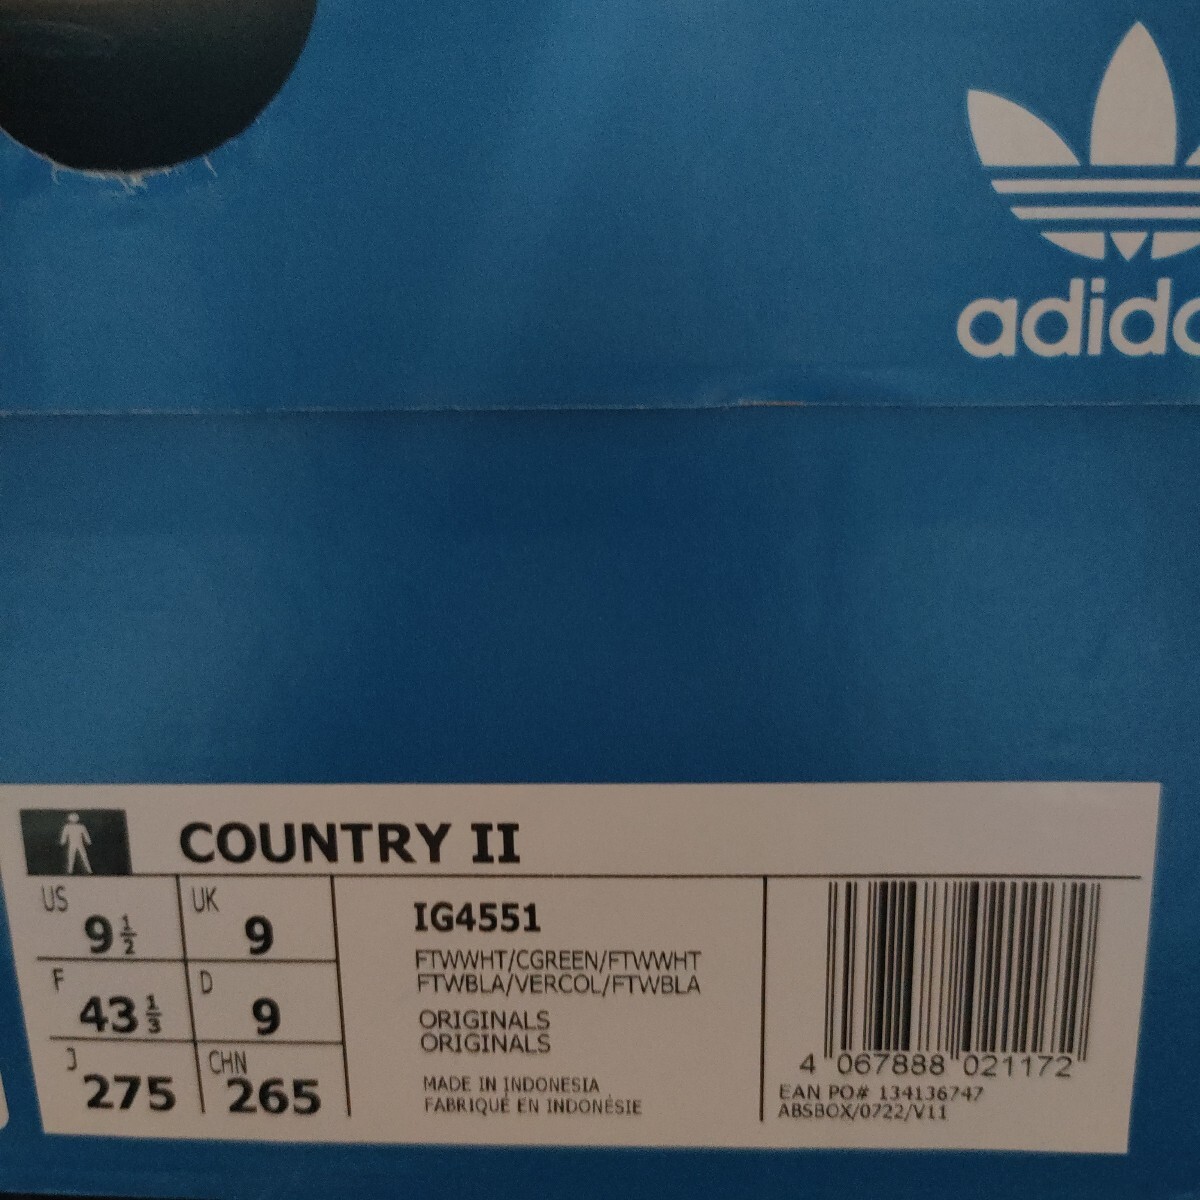 adida
COUNTRY II
US 9 1/2
UK 9
F 43 1/3
D 9
J 275
CHN 265
IG4551
FTWWHT/CGREEN/FTWWHT
FTWBLA/VERCOL/FTWBLA
ORIGINALS
ORIGINALS
MADE IN INDONESIA
FABRIQUÉ EN INDONÉSIE
4 067888 021172
EAN PO# 134136747
ABSBOX/0722/V11